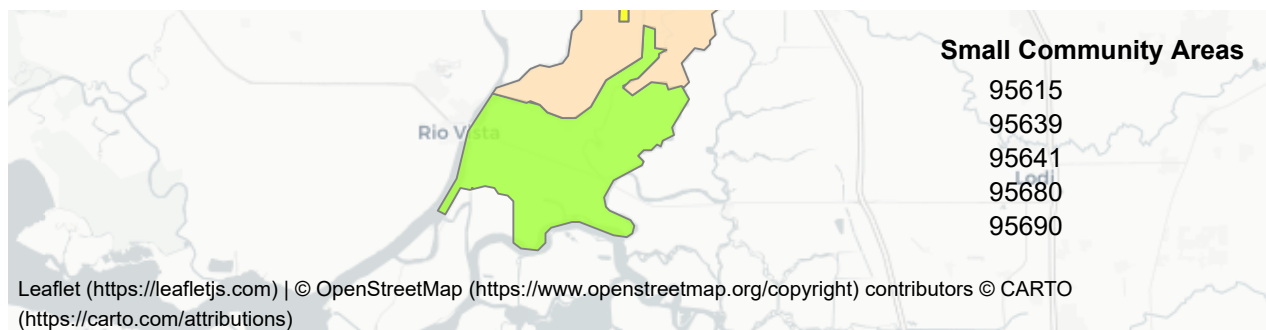 Small Community Areas
95615
Rio Vista
95639
95641
Lodi
95680
95690
Leaflet (https://leafletjs.com) | © OpenStreetMap (https://www.openstreetmap.org/copyright) contributors © CARTO
(https://carto.com/attributions)